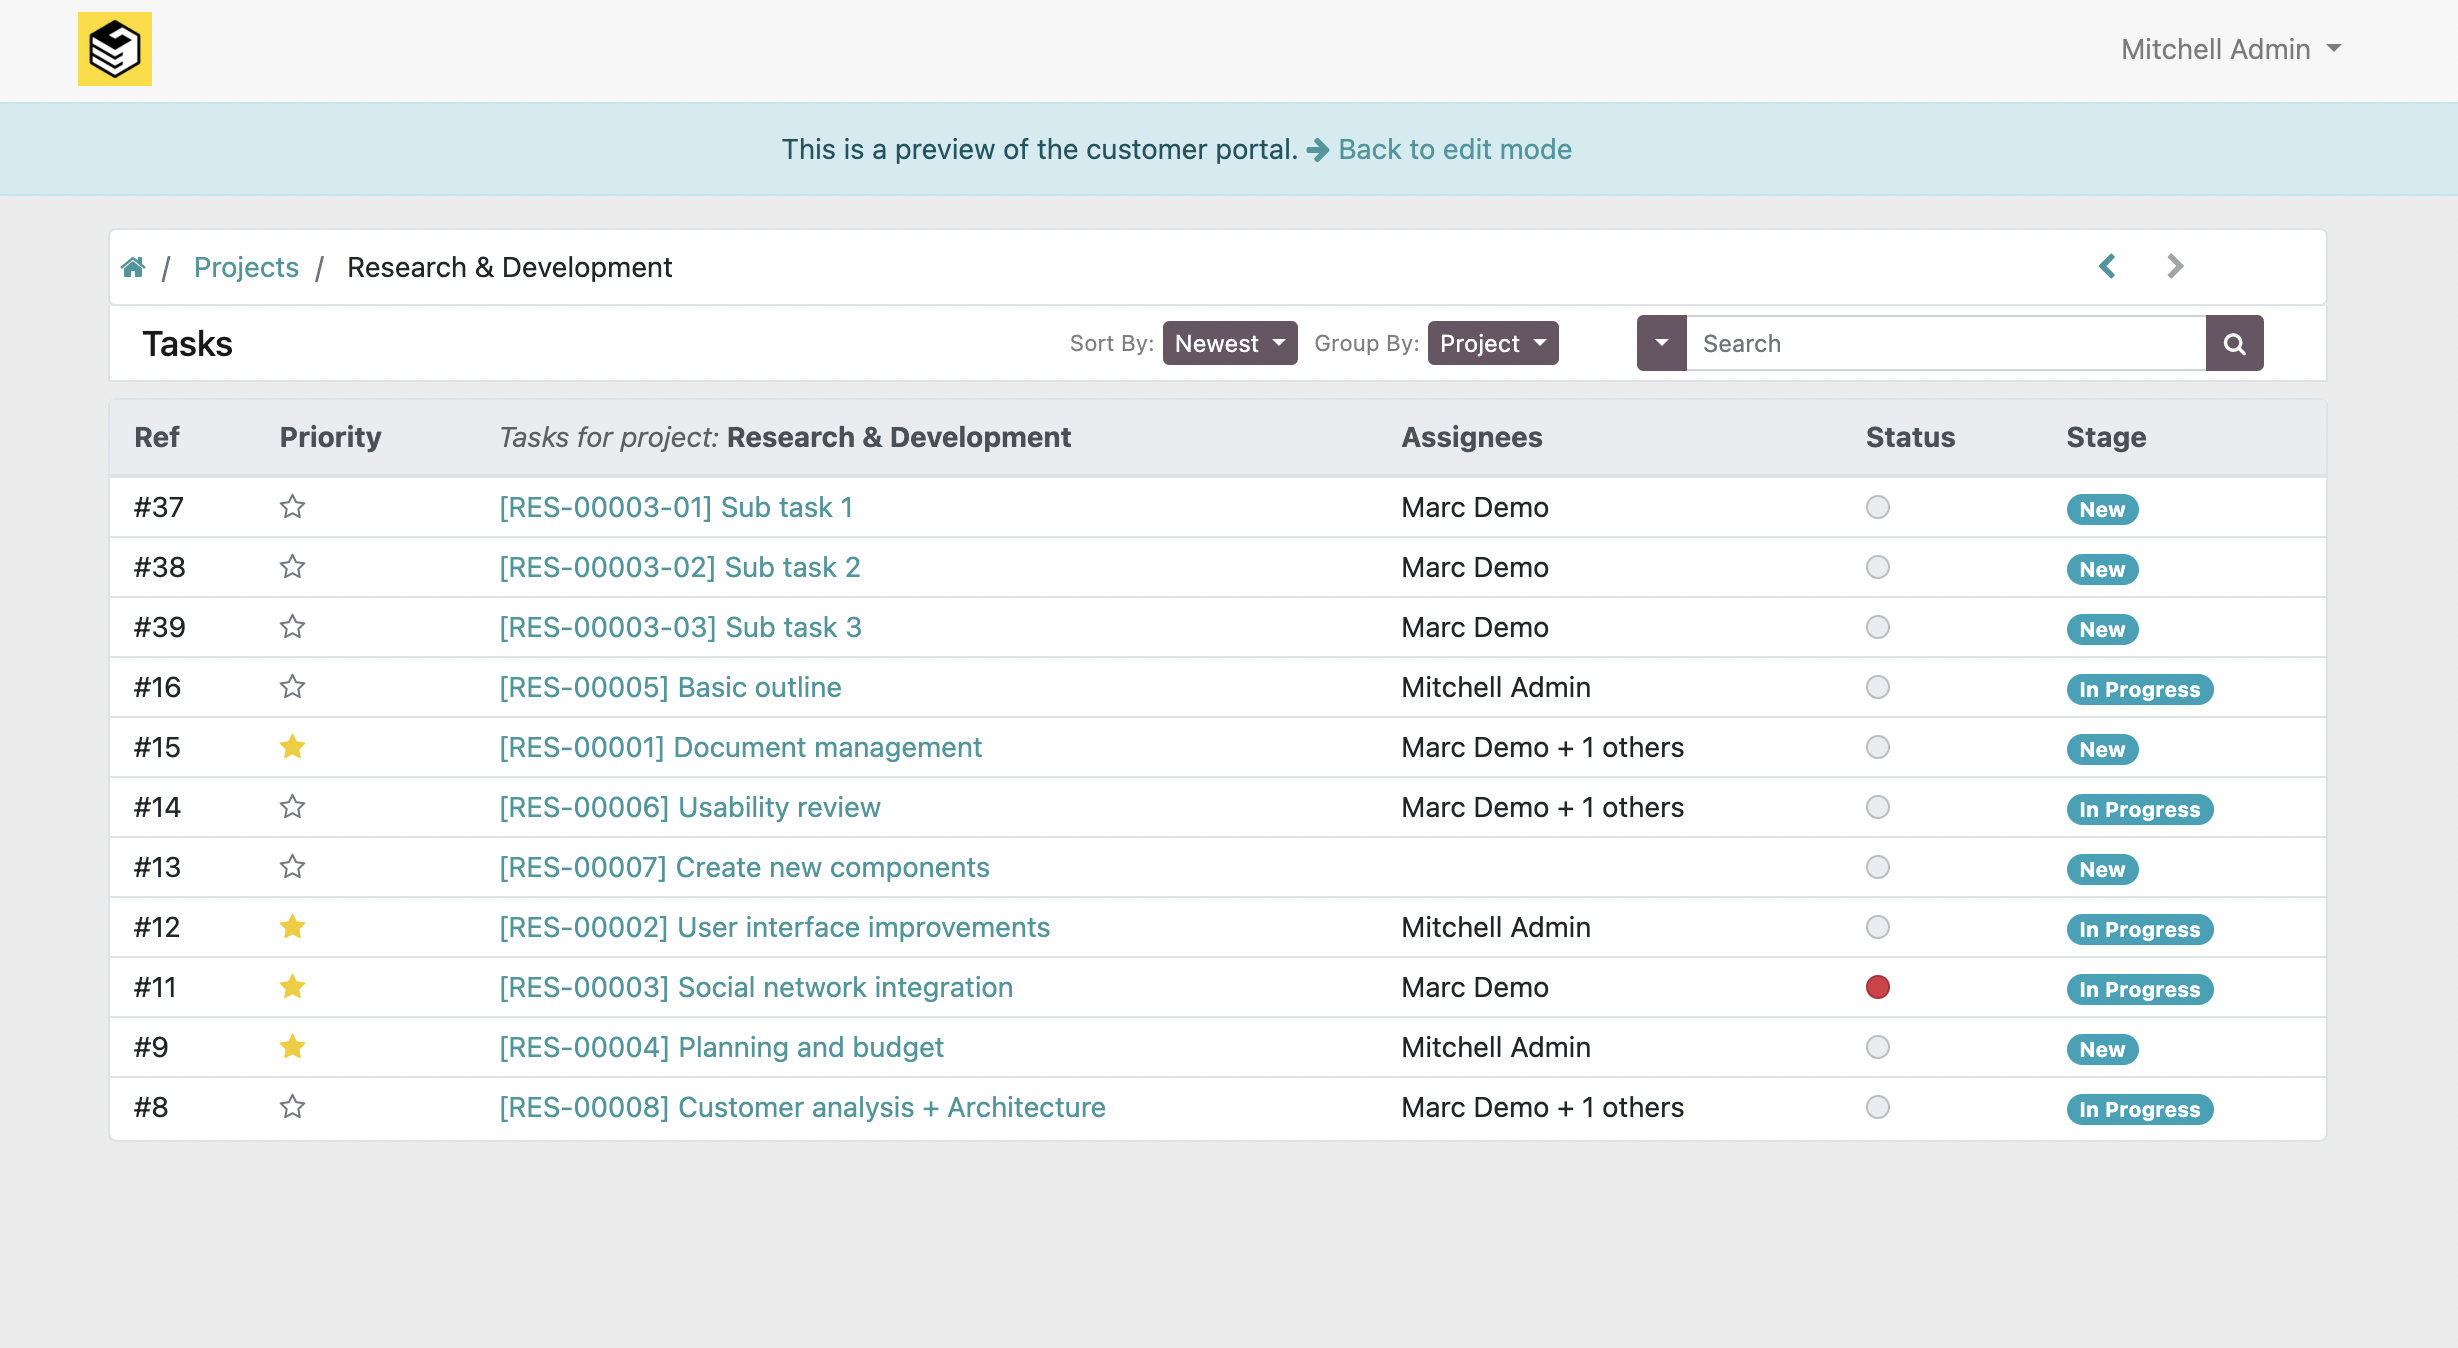 Mitchell Admin
This is a preview of the customer portal. Back to edit mode
/ Projects / Research & Development
Tasks Sort By: Newest Group By: Project Search
Ref Priority Tasks for project: Research & Development Assignees Status Stage
#37 [RES-00003-01] Sub task 1 Marc Demo New
#38 [RES-00003-02] Sub task 2 Marc Demo New
#39 [RES-00003-03] Sub task 3 Marc Demo New
#16 [RES-00005] Basic outline Mitchell Admin In Progress
#15 [RES-00001] Document management Marc Demo + 1 others New
#14 [RES-00006] Usability review Marc Demo + 1 others In Progress
#13 [RES-00007] Create new components New
#12 [RES-00002] User interface improvements Mitchell Admin In Progress
#11 [RES-00003] Social network integration Marc Demo In Progress
#9 [RES-00004] Planning and budget Mitchell Admin New
#8 [RES-00008] Customer analysis + Architecture Marc Demo + 1 others In Progress